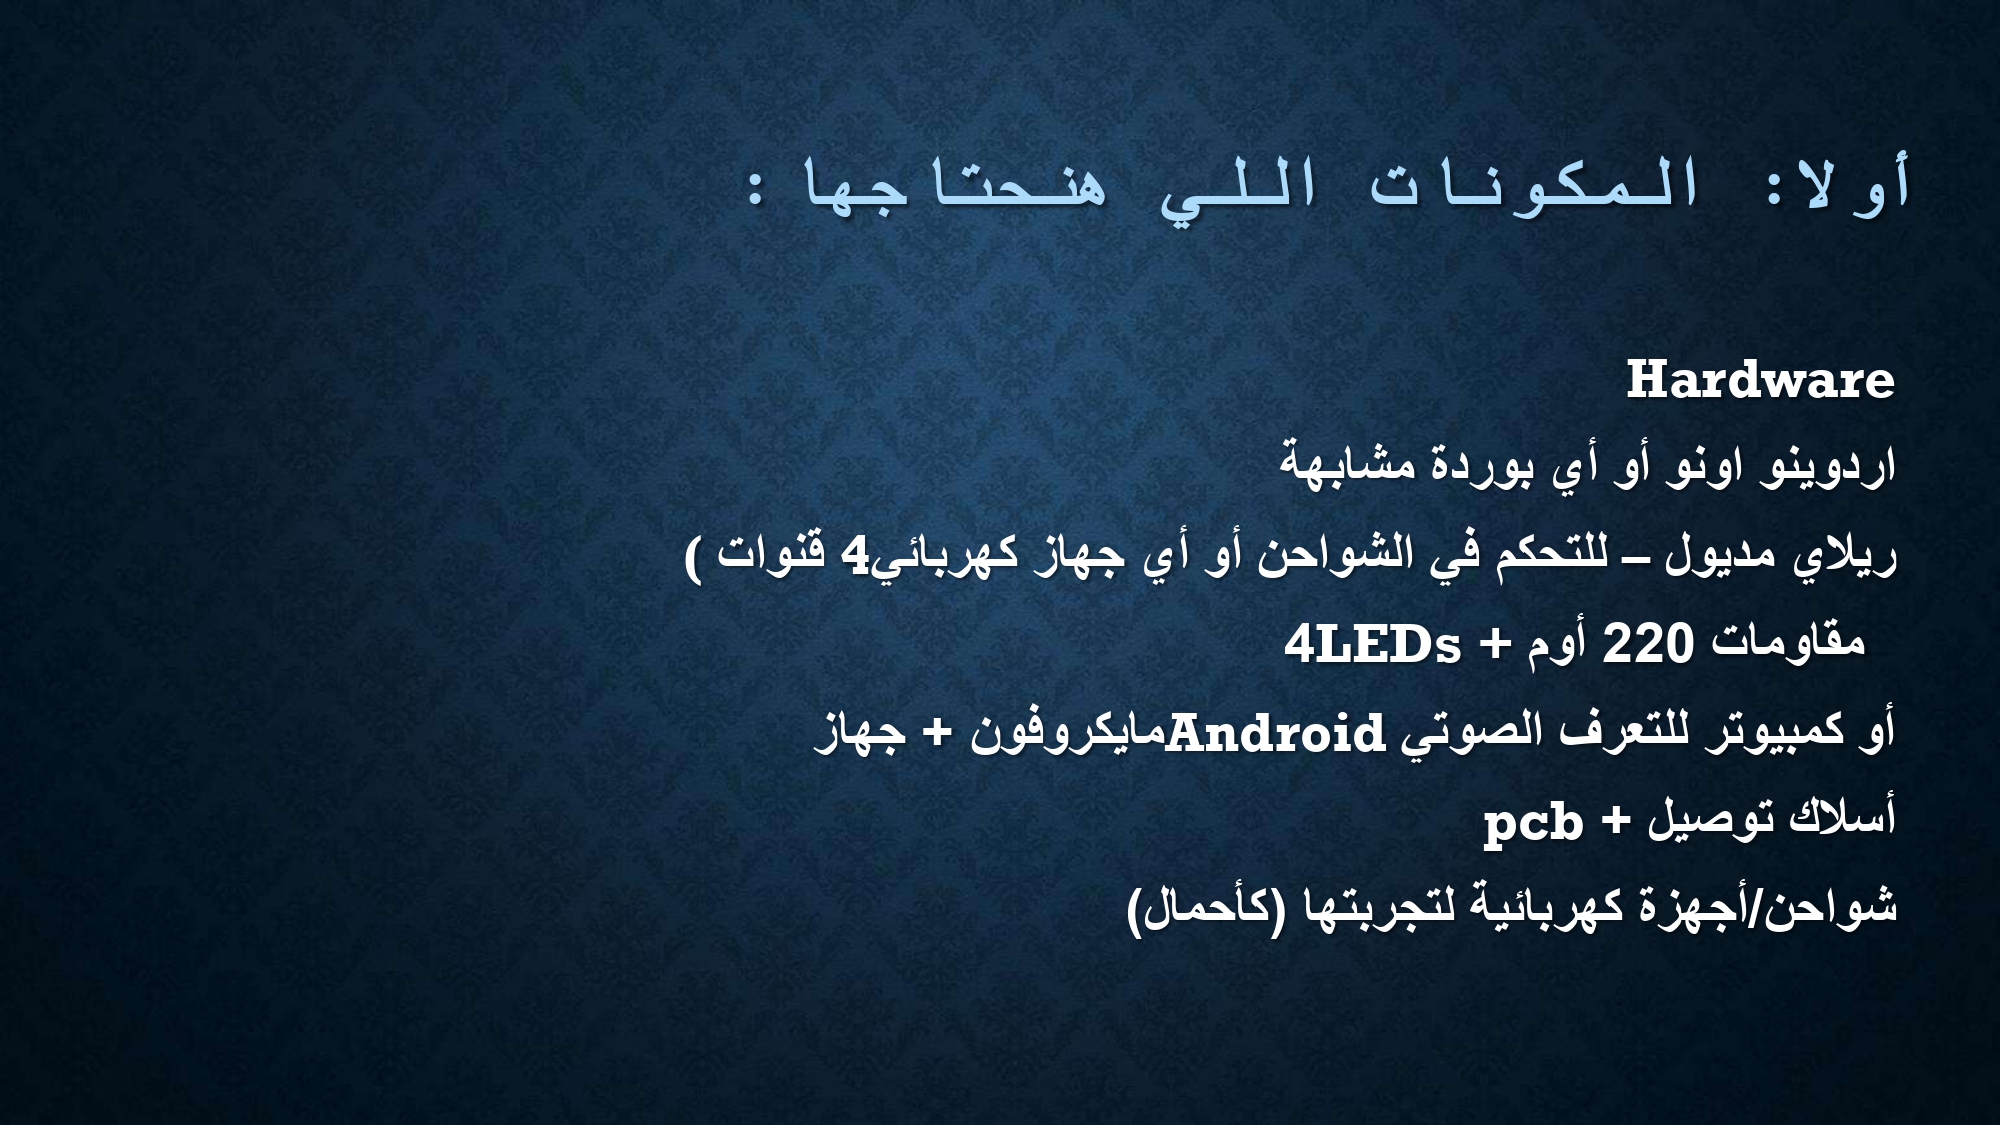 أولا: المكونات اللي هنحتاجها :
Hardware
اردوينو اونو أو أي بوردة مشابهة
ريلاي مديول – للتحكم في الشواحن أو أي جهاز كهربائي4 قنوات )
مقاومات 220 أوم + 4LEDs
أو كمبيوتر للتعرف الصوتي Androidمايكروفون + جهاز
أسلاك توصيل + pcb
شواحن/أجهزة كهربائية لتجربتها (كأحمال)